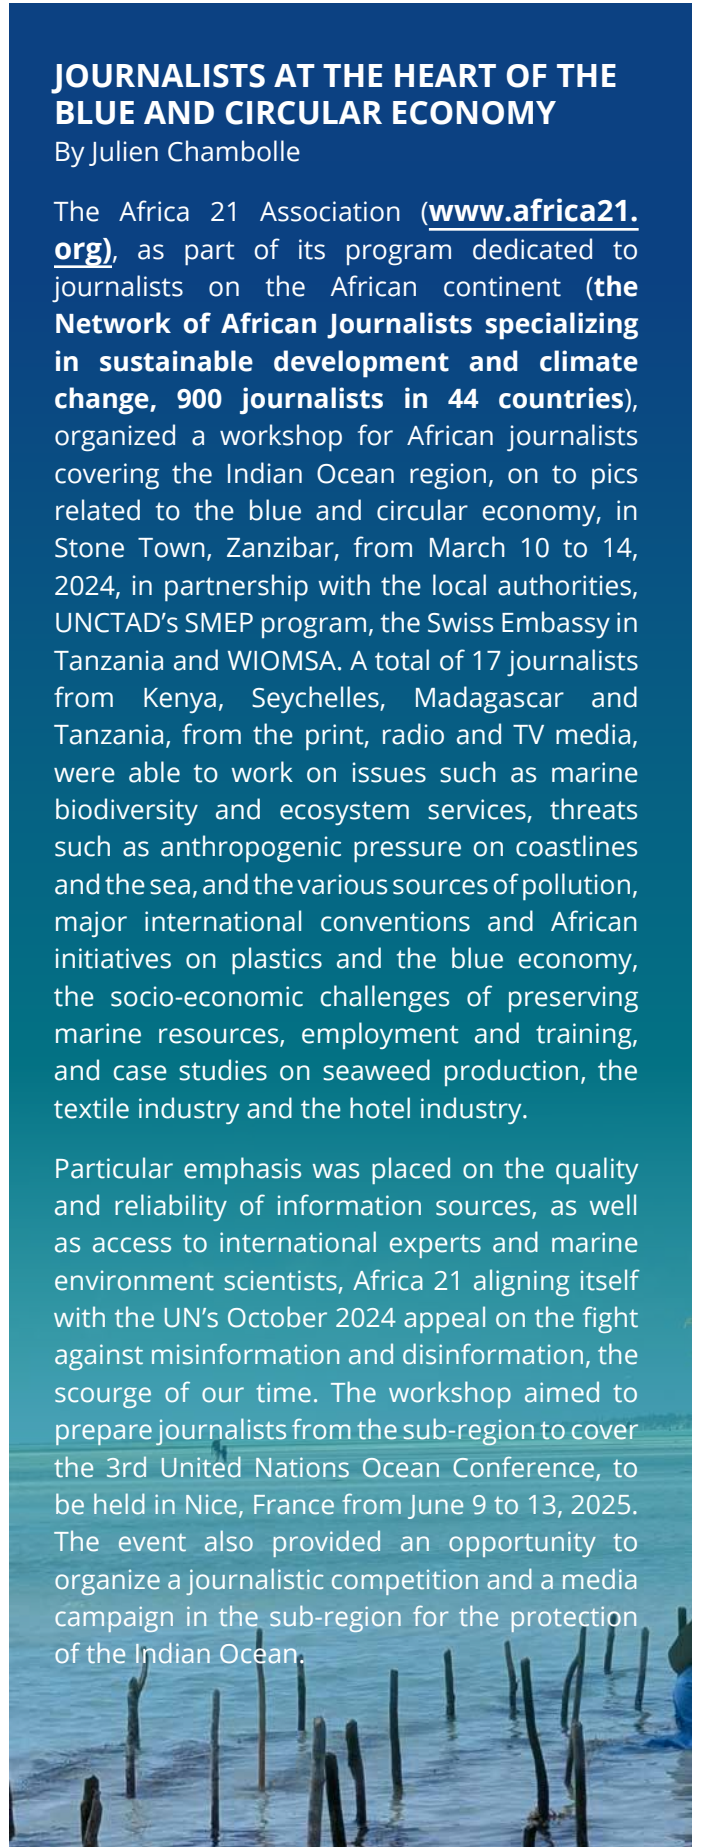 JOURNALISTS AT THE HEART OF THE
BLUE AND CIRCULAR ECONOMY
By Julien Chambolle
The Africa 21 Association (www.africa21.
org), as part of its program dedicated to
journalists on the African continent (the
Network of African Journalists specializing
in sustainable development and climate
change, 900 journalists in 44 countries),
organized a workshop for African journalists
covering the Indian Ocean region, on to pics
related to the blue and circular economy, in
Stone Town, Zanzibar, from March 10 to 14,
2024, in partnership with the local authorities,
UNCTAD’s SMEP program, the Swiss Embassy in
Tanzania and WIOMSA. A total of 17 journalists
from Kenya, Seychelles, Madagascar and
Tanzania, from the print, radio and TV media,
were able to work on issues such as marine
biodiversity and ecosystem services, threats
such as anthropogenic pressure on coastlines
and the sea, and the various sources of pollution,
major international conventions and African
initiatives on plastics and the blue economy,
the socio-economic challenges of preserving
marine resources, employment and training,
and case studies on seaweed production, the
textile industry and the hotel industry.
Particular emphasis was placed on the quality
and reliability of information sources, as well
as access to international experts and marine
environment scientists, Africa 21 aligning itself
with the UN’s October 2024 appeal on the fight
against misinformation and disinformation, the
scourge of our time. The workshop aimed to
prepare journalists from the sub-region to cover
the 3rd United Nations Ocean Conference, to
be held in Nice, France from June 9 to 13, 2025.
The event also provided an opportunity to
organize a journalistic competition and a media
campaign in the sub-region for the protection
of the Indian Ocean.